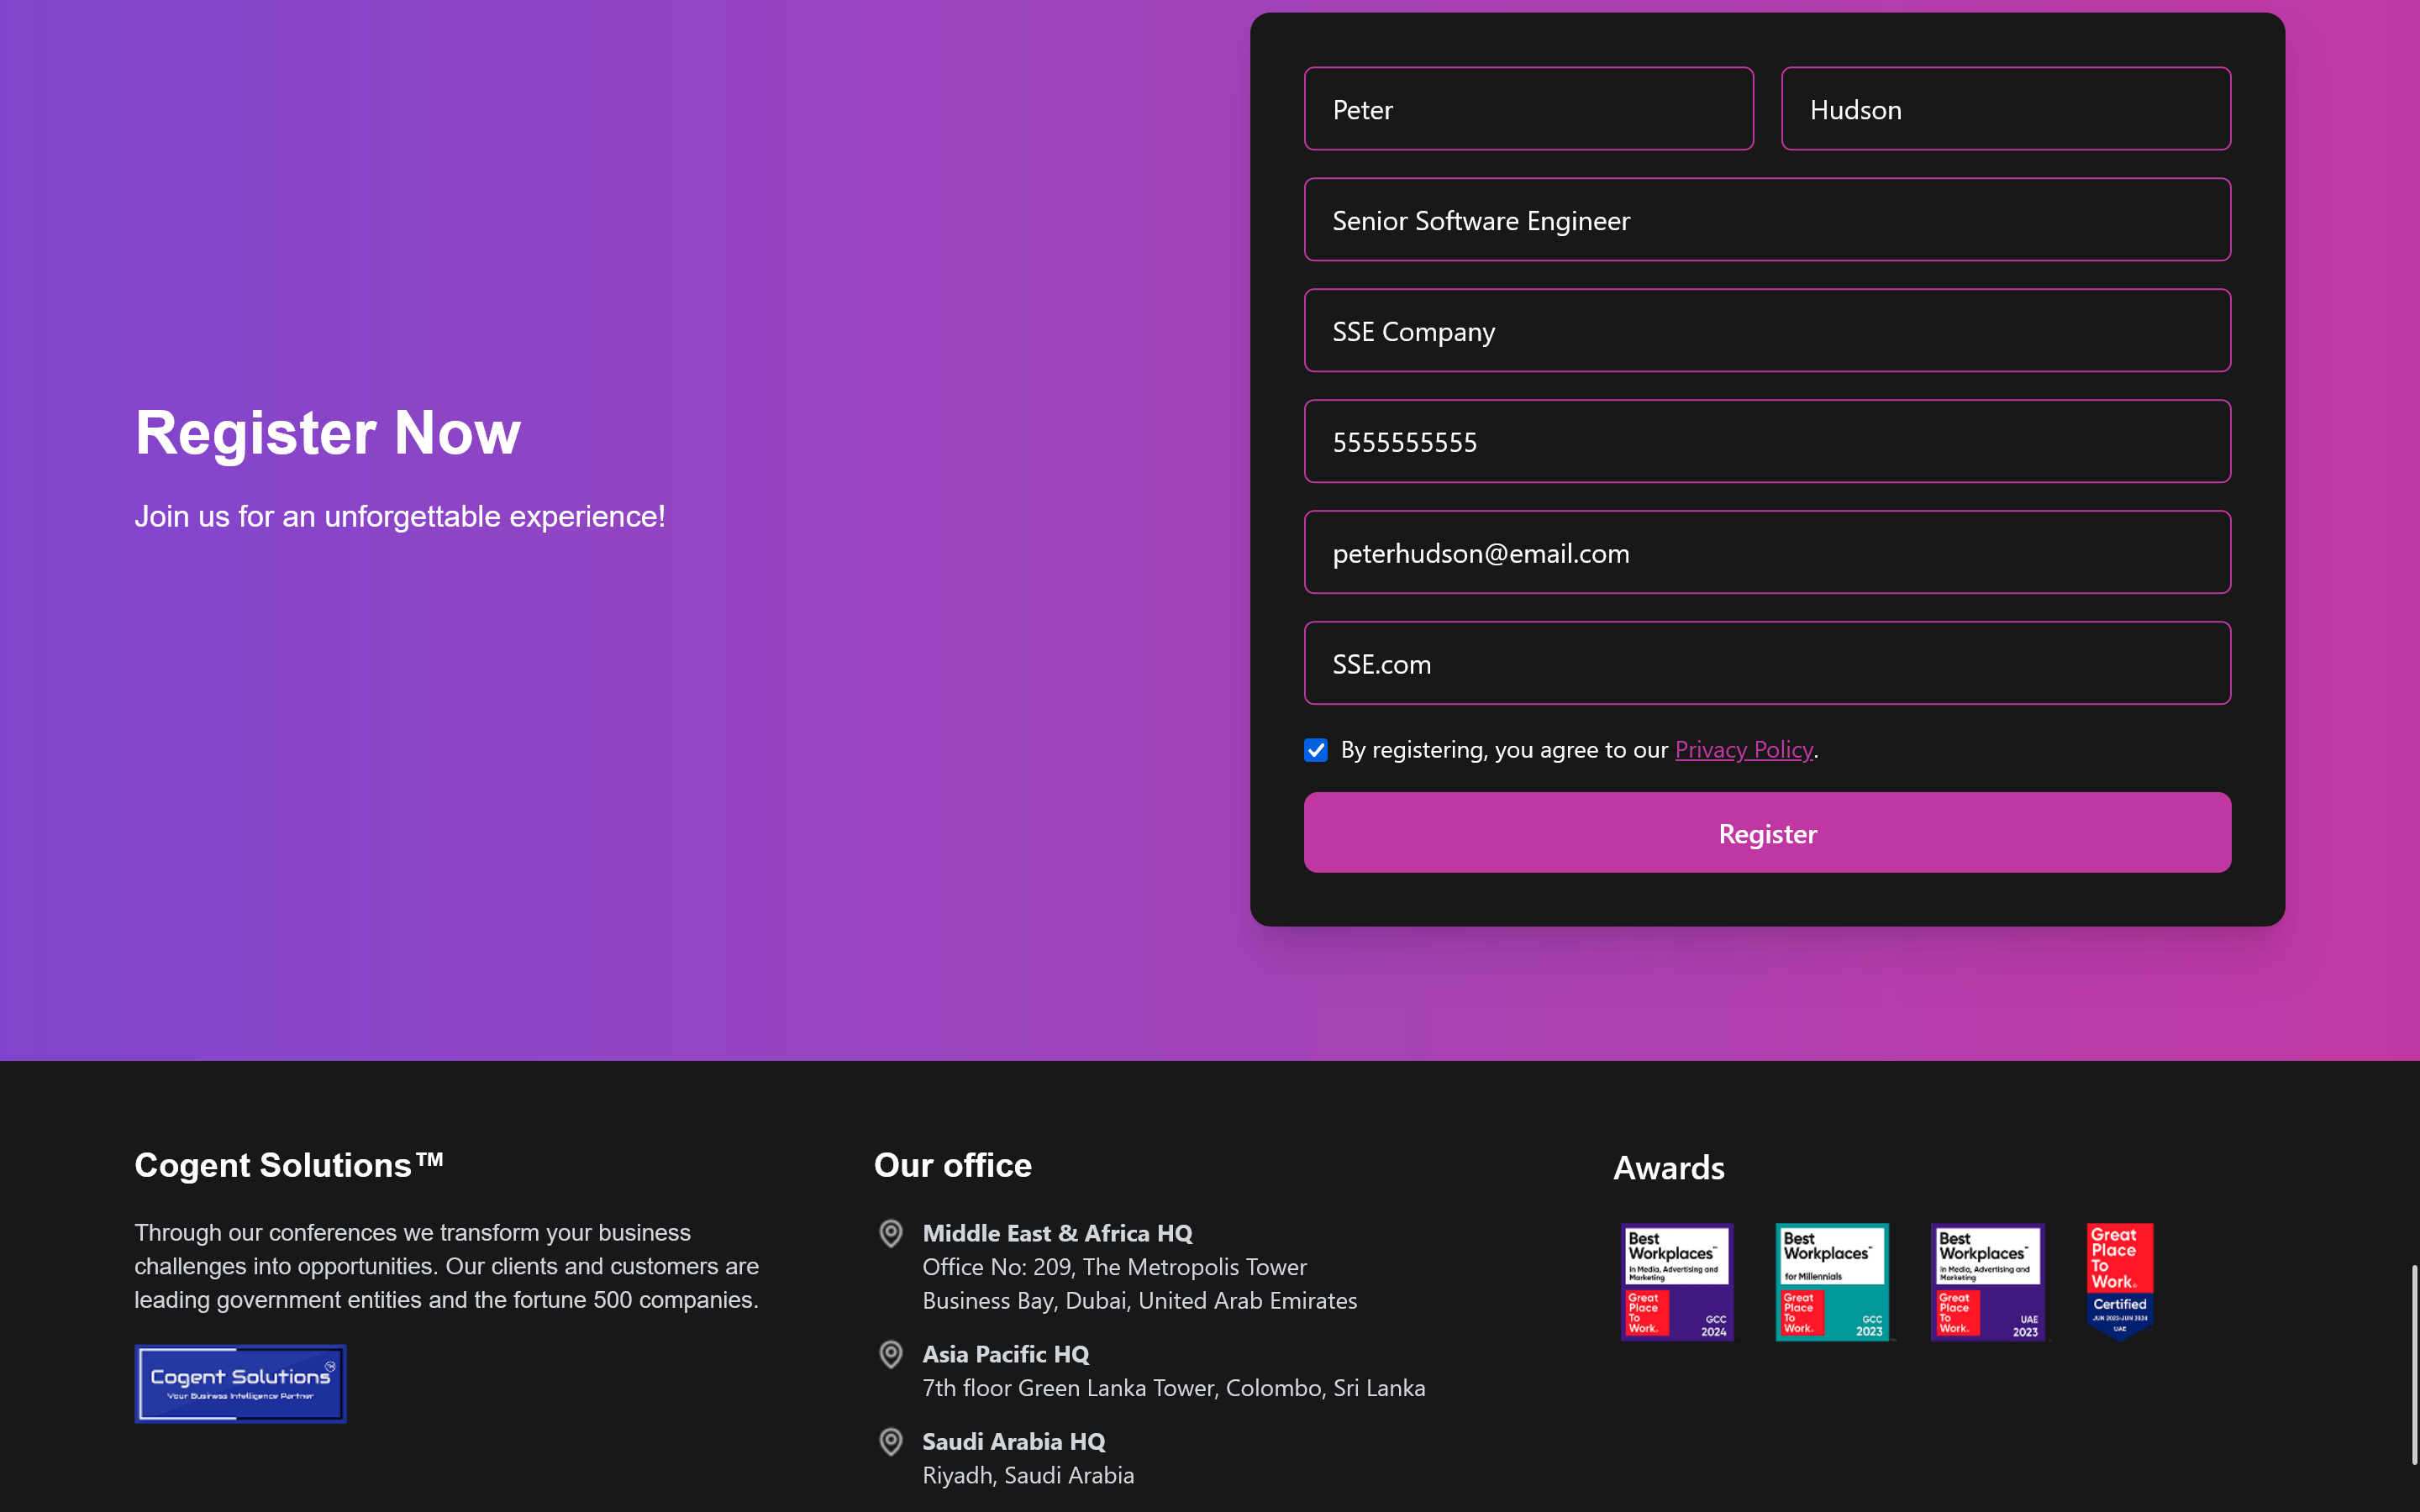 Peter
Hudson
Senior Software Engineer
SSE Company
5555555555
peterhudson@email.com
SSE.com
By registering, you agree to our Privacy Policy.
Register
Register Now
Join us for an unforgettable experience!
Cogent Solutions™
Through our conferences we transform your business
challenges into opportunities. Our clients and customers are
leading government entities and the fortune 500 companies.
Cogent Solutions TM
Your Business Intelligence Partner
Our office
Middle East & Africa HQ
Office No: 209, The Metropolis Tower
Business Bay, Dubai, United Arab Emirates
Asia Pacific HQ
7th floor Green Lanka Tower, Colombo, Sri Lanka
Saudi Arabia HQ
Riyadh, Saudi Arabia
Awards
Best
Workplaces™
in Media, Advertising and
Marketing
Great
Place
To
Work.
GCC
2024
Best
Workplaces™
for Millennials
Great
Place
To
Work.
GCC
2023
Best
Workplaces™
in Media, Advertising and
Marketing
Great
Place
To
Work.
UAE
2023
Great
Place
To
Work.
Certified
JUN 2023-JUN 2024
UAE